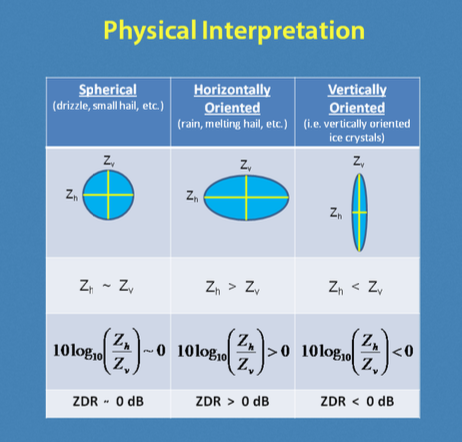 Physical Interpretation
Spherical
(drizzle, small hail, etc.)
Horizontally
Oriented
(rain, melting hail, etc.)
Vertically
Oriented
(i.e. vertically oriented
ice crystals)
Zᵥ
Zₕ
Zᵥ
Zₕ
Zᵥ
Zₕ
Zₕ ~ Zᵥ
Zₕ > Zᵥ
Zₕ < Zᵥ
10log₁₀(Zₕ/Zᵥ)~0
10log₁₀(Zₕ/Zᵥ)>0
10log₁₀(Zₕ/Zᵥ)<0
ZDR ~ 0 dB
ZDR > 0 dB
ZDR < 0 dB